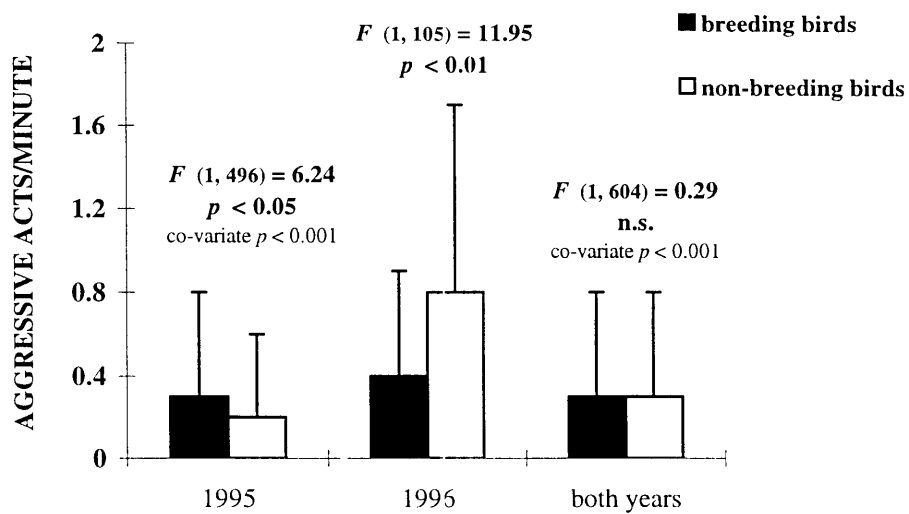 breeding birds
non-breeding birds
AGGRESSIVE ACTS/MINUTE
2
1.6
1.2
0.8
0.4
0
F (1, 496) = 6.24
p < 0.05
co-variate p < 0.001
F (1, 105) = 11.95
p < 0.01
F (1, 604) = 0.29
n.s.
co-variate p < 0.001
1995
1996
both years